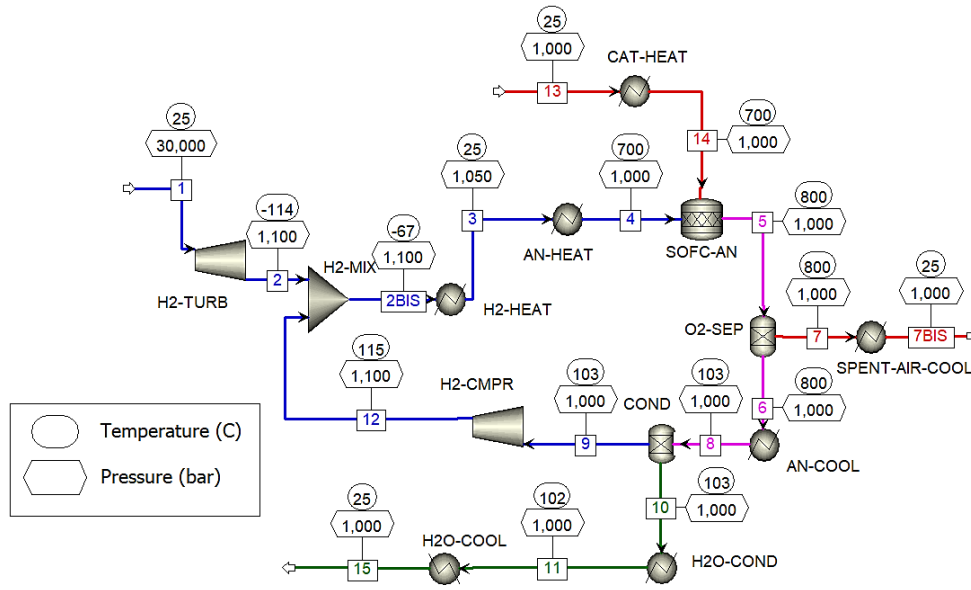 25
1,000
CAT-HEAT
13
25
30,000
1
700
1,000
14
-114
1,100
2
H2-TURB
H2-MIX
-67
1,100
2BIS
H2-HEAT
25
1,050
3
AN-HEAT
700
1,000
4
SOFC-AN
800
1,000
5
O2-SEP
800
1,000
7
25
1,000
7BIS
SPENT-AIR-COOL
800
1,000
6
AN-COOL
103
1,000
8
COND
103
1,000
9
H2-CMPR
115
1,100
12
103
1,000
10
H2O-COND
102
1,000
11
H2O-COOL
25
1,000
15
Temperature (C)
Pressure (bar)